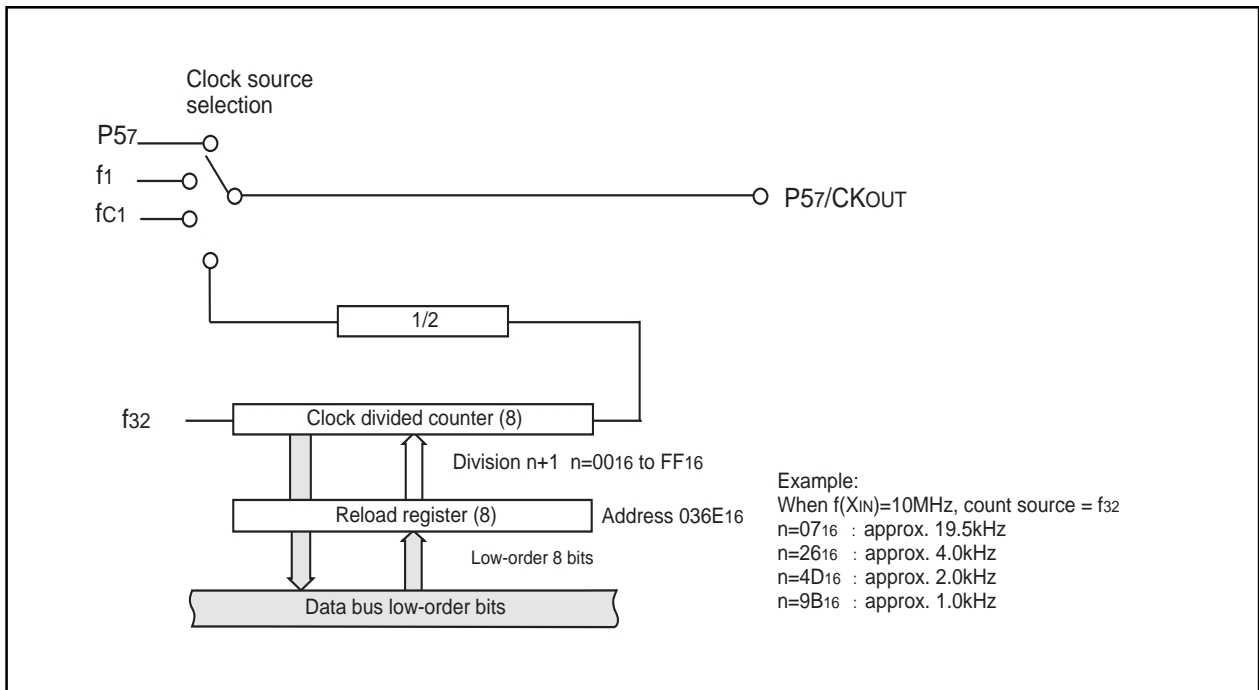 Clock source
selection
P57
f1
fC1
P57/CKOUT
1/2
f32
Clock divided counter (8)
Division n+1 n=0016 to FF16
Reload register (8)
Address 036E16
Low-order 8 bits
Data bus low-order bits
Example:
When f(XIN)=10MHz, count source = f32
n=0716 : approx. 19.5kHz
n=2616 : approx. 4.0kHz
n=4D16 : approx. 2.0kHz
n=9B16 : approx. 1.0kHz